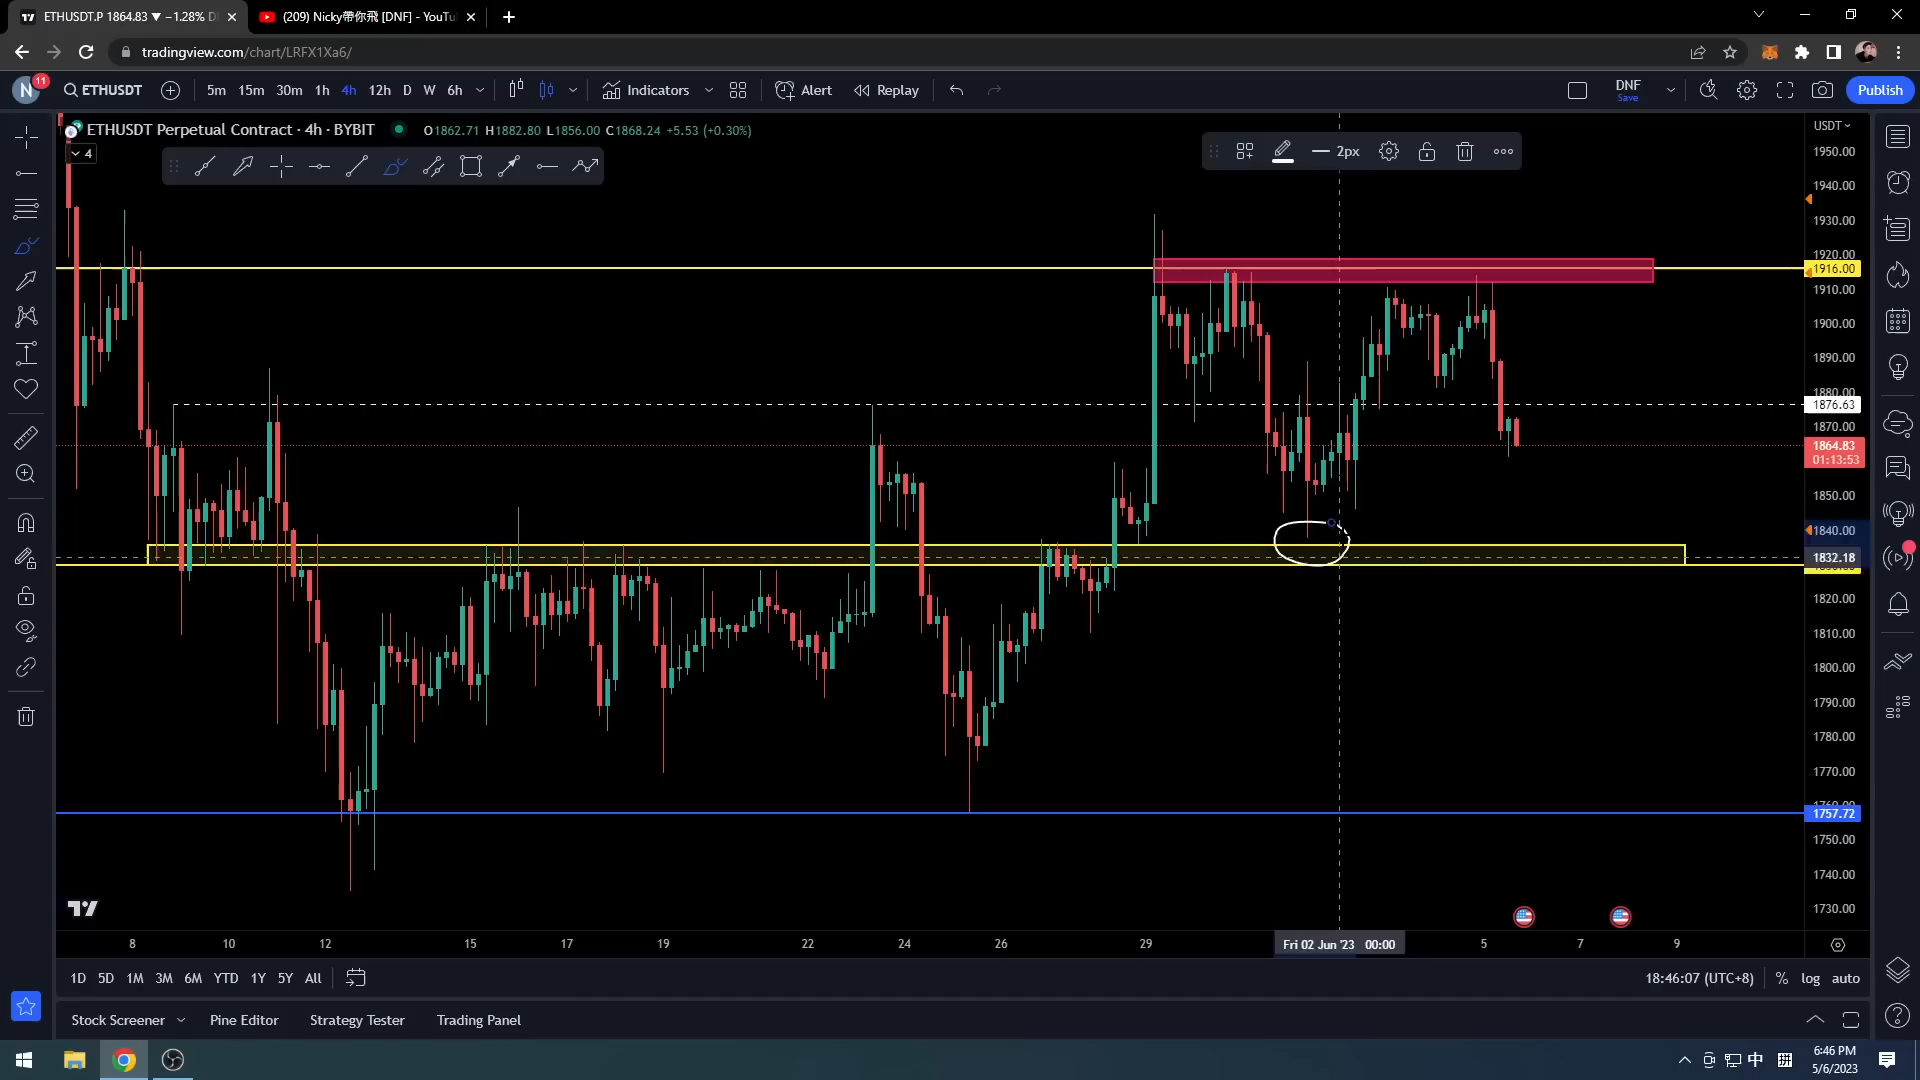 ETHUSDT.P 1864.83 ▼ −1.28% D
(209) Nicky帶你飛 [DNF] - YouTu
tradingview.com/chart/LRFX1Xa6/
N 11 ETHUSDT 5m 15m 30m 1h 4h 12h D W 6h Indicators Alert Replay DNF Save Publish
ETHUSDT Perpetual Contract · 4h · BYBIT O1862.71 H1882.80 L1856.00 C1868.24 +5.53 (+0.30%)
USDT
4
2px
1950.00
1940.00
1930.00
1920.00
1916.00
1910.00
1900.00
1890.00
1880.00
1876.63
1870.00
1864.83
01:13:53
1850.00
1840.00
1832.18
1820.00
1810.00
1800.00
1790.00
1780.00
1770.00
1757.72
1750.00
1740.00
1730.00
8 10 12 15 17 19 22 24 26 29 Fri 02 Jun '23 00:00 5 7 9
1D 5D 1M 3M 6M YTD 1Y 5Y All 18:46:07 (UTC+8) % log auto
Stock Screener Pine Editor Strategy Tester Trading Panel
中 拼 6:46 PM
5/6/2023